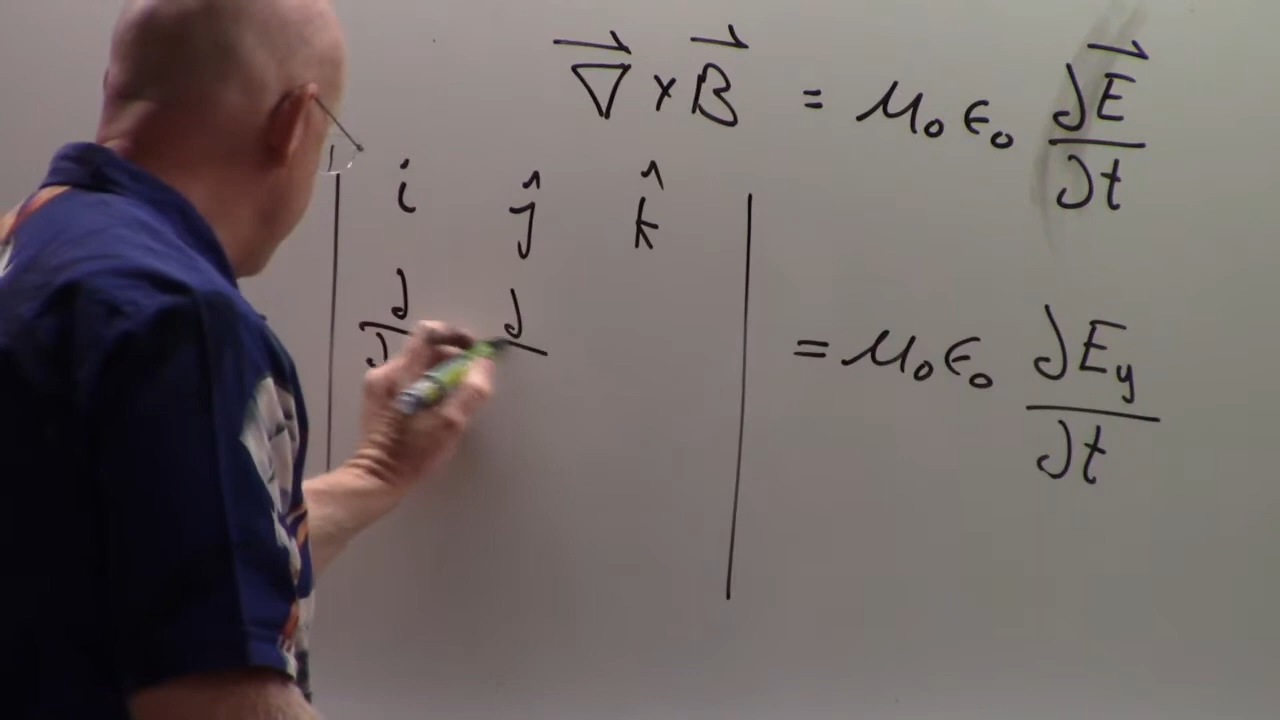 ∇⃗ × B⃗ = μ₀ε₀ ∂E⃗/∂t
i ĵ k̂
∂/∂ ∂/ = μ₀ε₀ ∂E_y/∂t